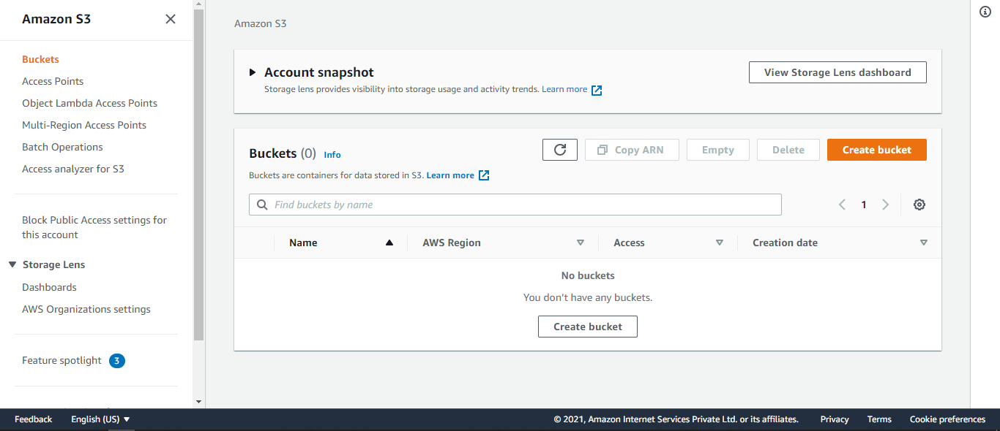 Amazon S3
Buckets
Access Points
Object Lambda Access Points
Multi-Region Access Points
Batch Operations
Access analyzer for S3
Block Public Access settings for
this account
Storage Lens
Dashboards
AWS Organizations settings
Feature spotlight 3
Amazon S3
Account snapshot
Storage lens provides visibility into storage usage and activity trends. Learn more
View Storage Lens dashboard
Buckets (0) Info
Copy ARN Empty Delete Create bucket
Buckets are containers for data stored in S3. Learn more
Find buckets by name
1
Name AWS Region Access Creation date
No buckets
You don't have any buckets.
Create bucket
Feedback English (US) © 2021, Amazon Internet Services Private Ltd. or its affiliates. Privacy Terms Cookie preferences